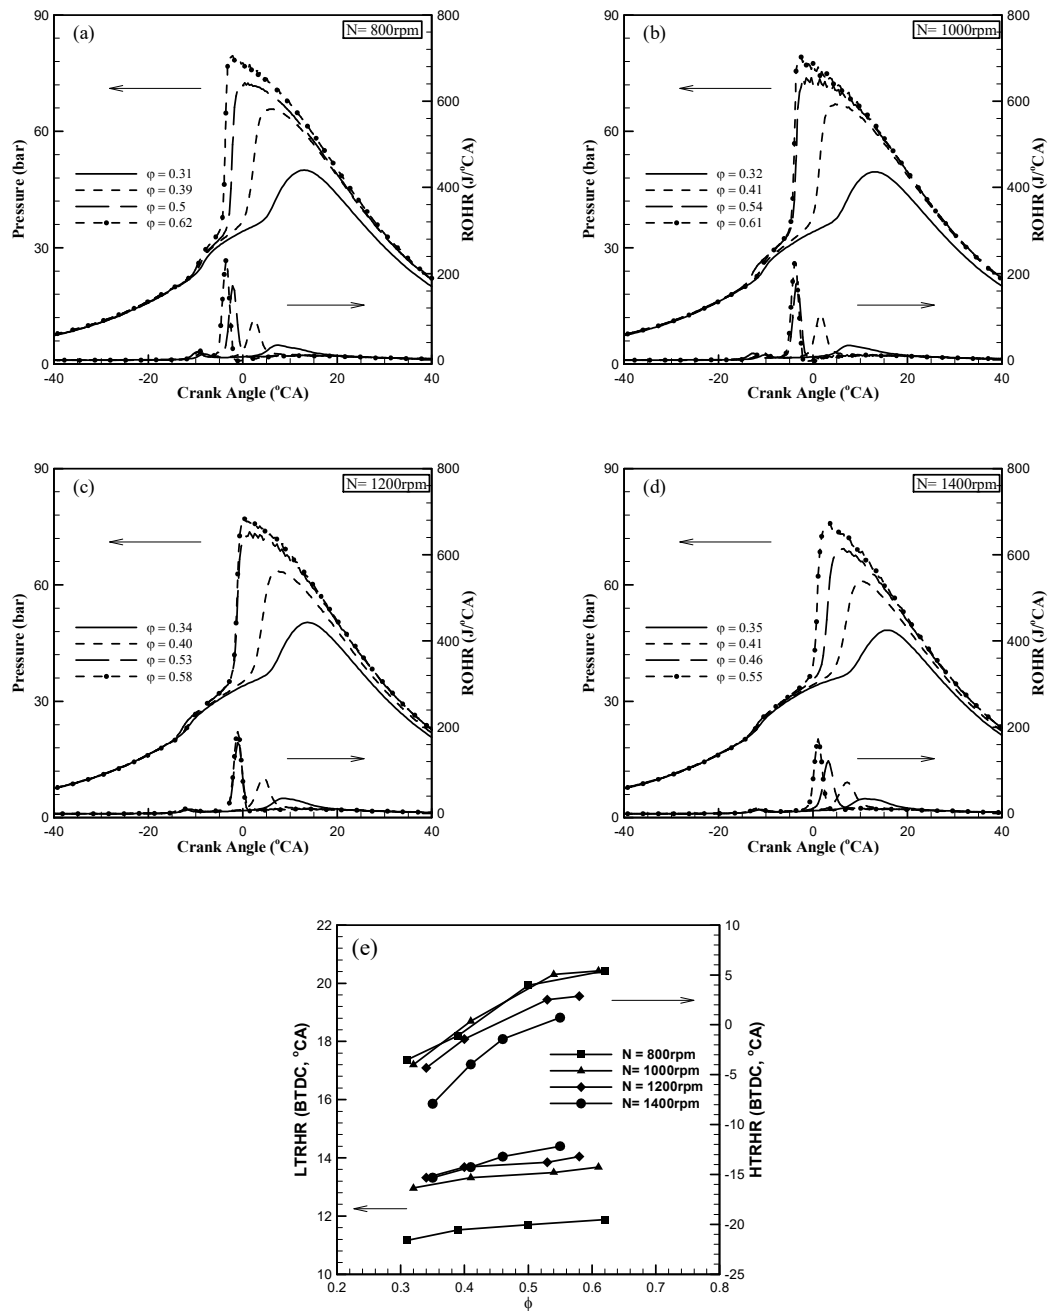 (a)
N= 800rpm
90
60
30
0
Pressure (bar)
φ = 0.31
φ = 0.39
φ = 0.5
φ = 0.62
800
600
400
200
0
ROHR (J/°CA)
-40
-20
0
20
40
Crank Angle (°CA)
(b)
N= 1000rpm
90
60
30
0
Pressure (bar)
φ = 0.32
φ = 0.41
φ = 0.54
φ = 0.61
800
600
400
200
0
ROHR (J/°CA)
-40
-20
0
20
40
Crank Angle (°CA)
(c)
N= 1200rpm
90
60
30
0
Pressure (bar)
φ = 0.34
φ = 0.40
φ = 0.53
φ = 0.58
800
600
400
200
0
ROHR (J/°CA)
-40
-20
0
20
40
Crank Angle (°CA)
(d)
N= 1400rpm
90
60
30
0
Pressure (bar)
φ = 0.35
φ = 0.41
φ = 0.46
φ = 0.55
800
600
400
200
0
ROHR (J/°CA)
-40
-20
0
20
40
Crank Angle (°CA)
(e)
22
20
18
16
14
12
10
LTRHR (BTDC, °CA)
N = 800rpm
N= 1000rpm
N= 1200rpm
N= 1400rpm
10
5
0
-5
-10
-15
-20
-25
HTRHR (BTDC, °CA)
0.2
0.3
0.4
0.5
0.6
0.7
0.8
ϕ